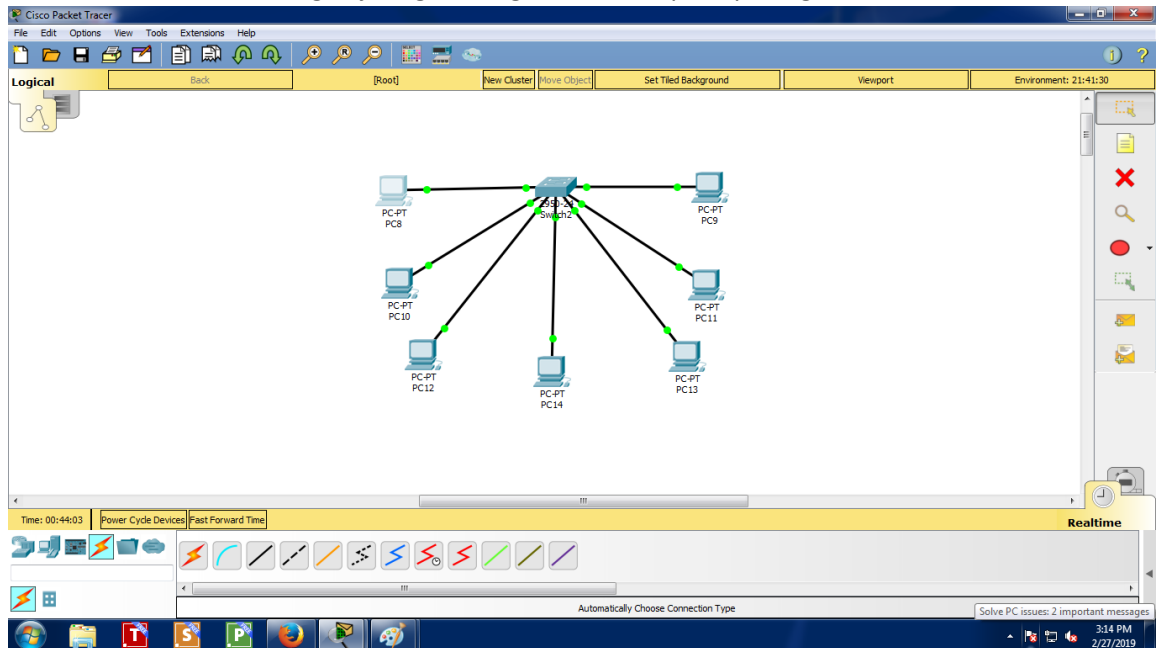 Cisco Packet Tracer
File Edit Options View Tools Extensions Help
Logical Back [Root] New Cluster Move Object Set Tiled Background Viewport Environment: 21:41:30
PC-PT
PC8
2950-24
Switch2
PC-PT
PC9
PC-PT
PC10
PC-PT
PC11
PC-PT
PC12
PC-PT
PC14
PC-PT
PC13
Time: 00:44:03 Power Cycle Devices Fast Forward Time Realtime
Automatically Choose Connection Type
Solve PC issues: 2 important messages
T S P
3:14 PM
2/27/2019